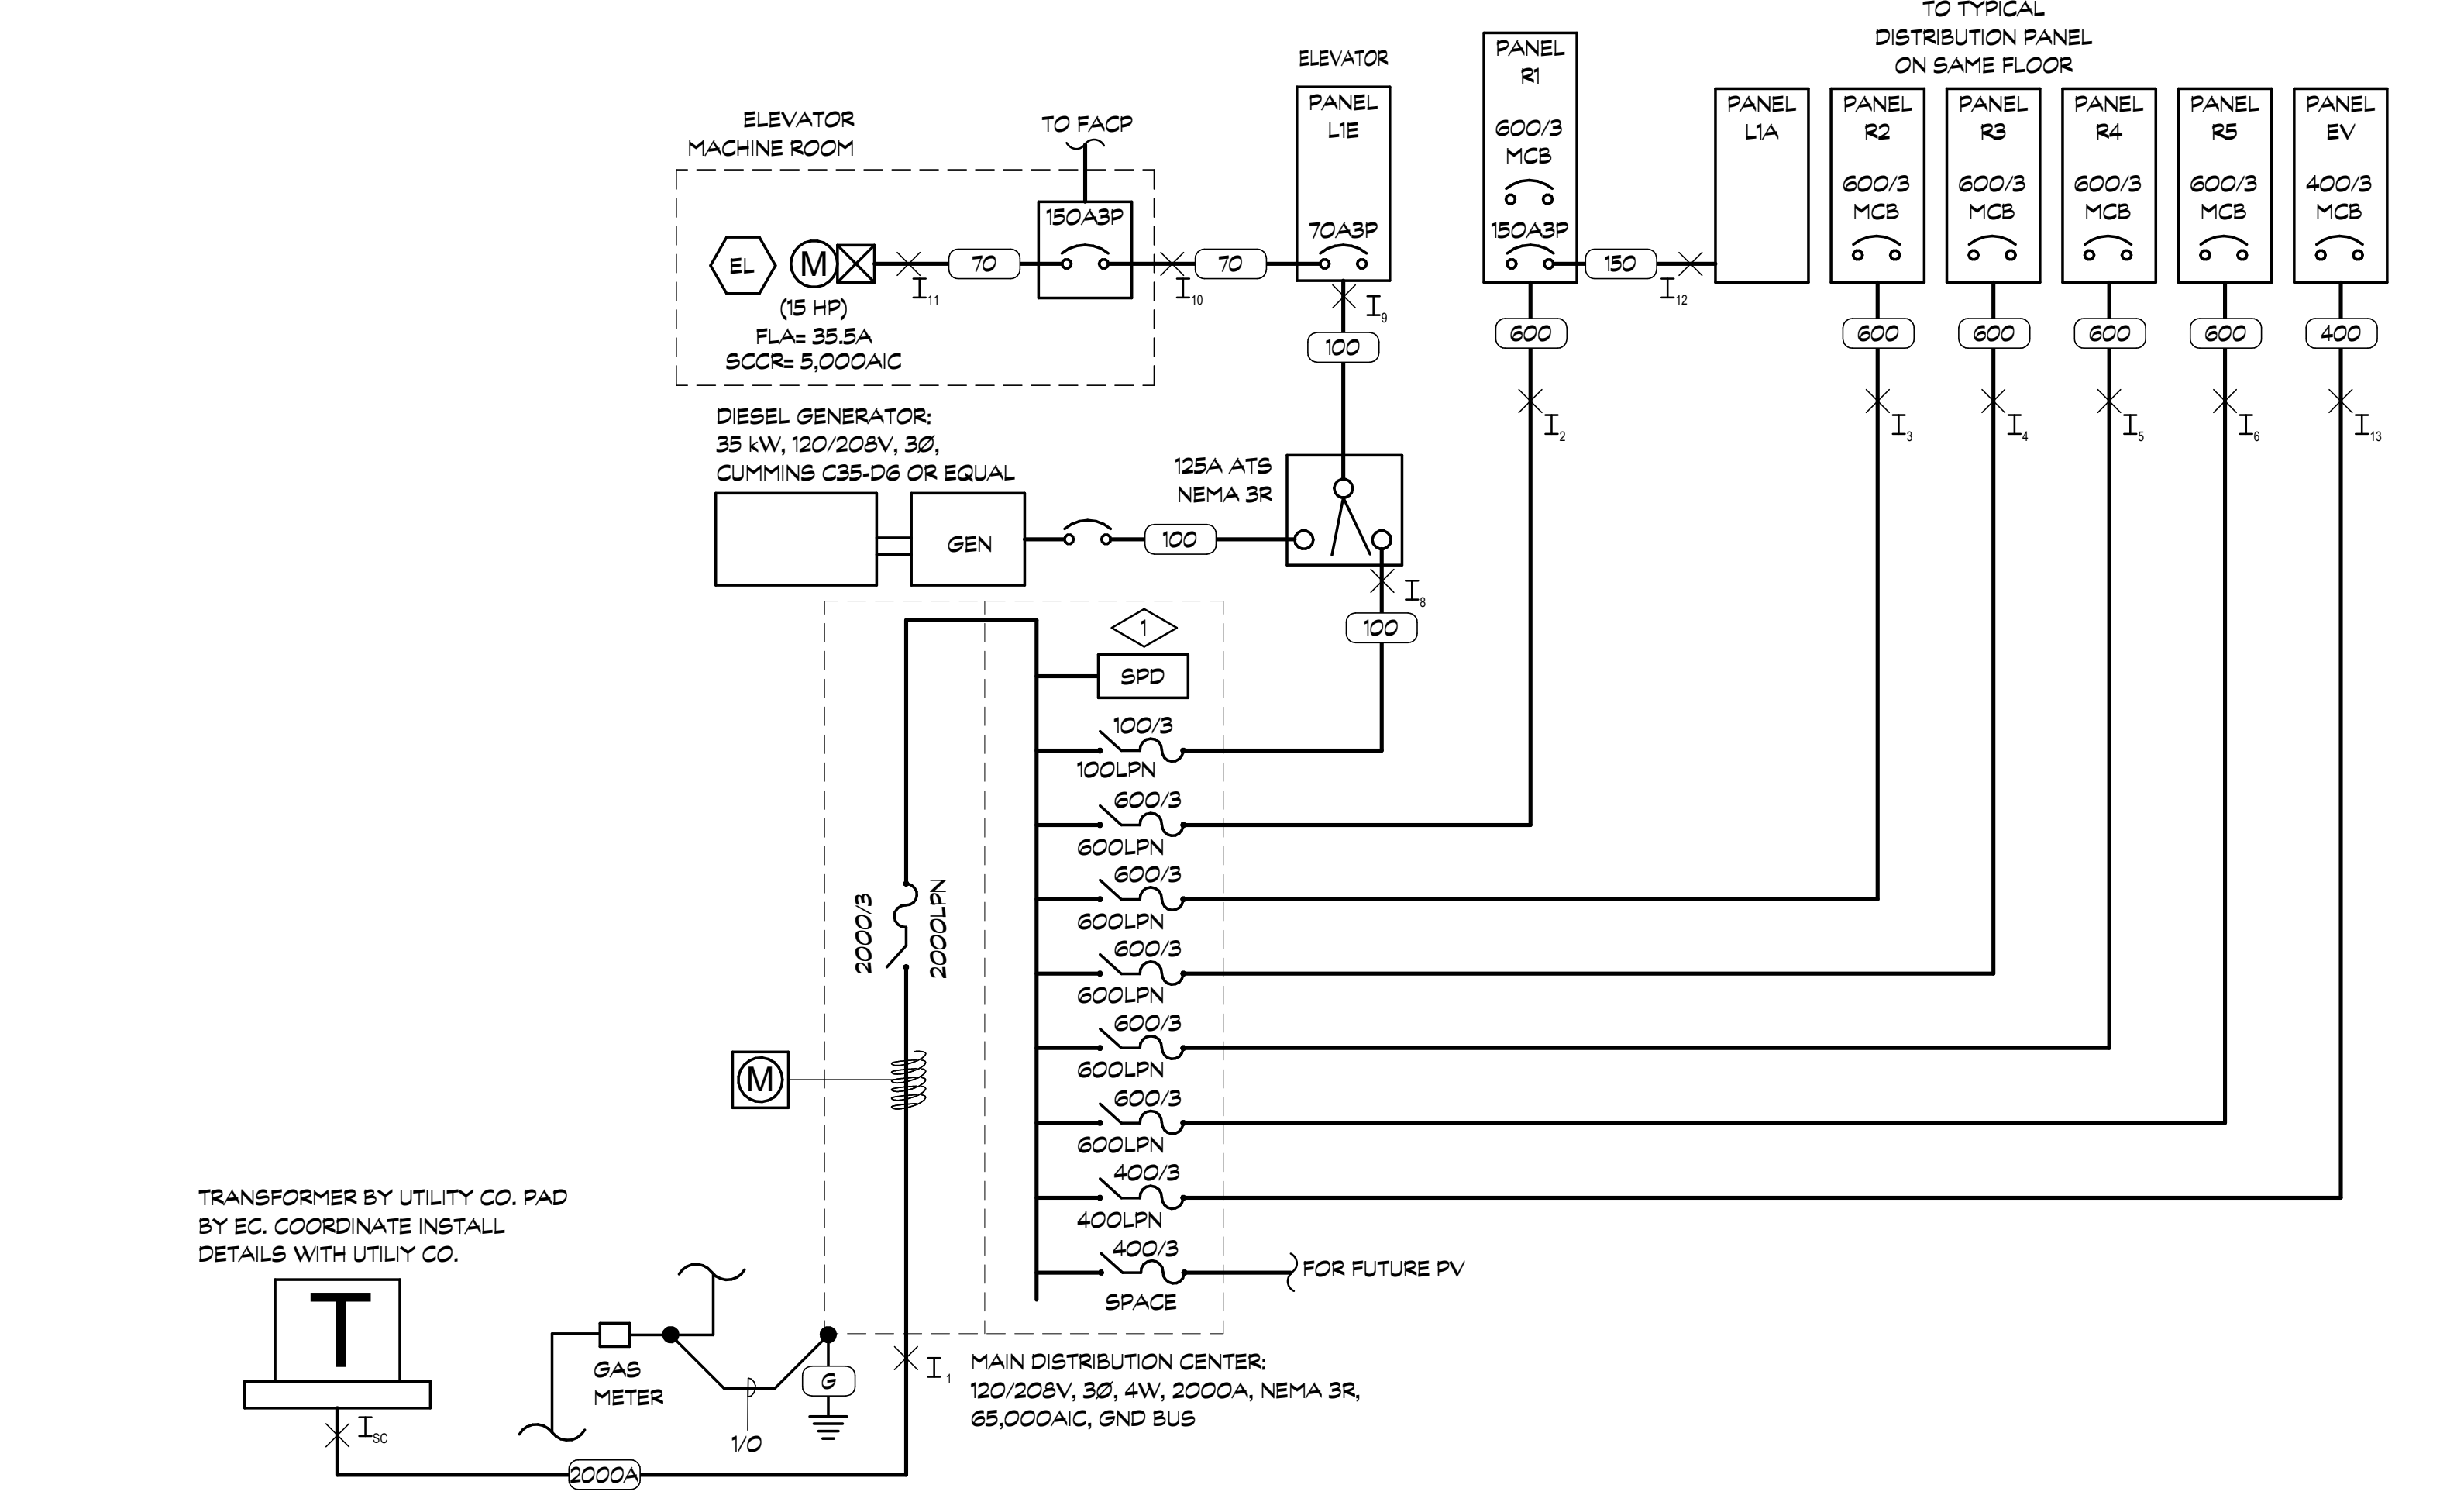 TO TYPICAL
DISTRIBUTION PANEL
ON SAME FLOOR
ELEVATOR
PANEL
R1
600/3
MCB
150A3P
PANEL
L1E
70A3P
PANEL
L1A
PANEL
R2
600/3
MCB
PANEL
R3
600/3
MCB
PANEL
R4
600/3
MCB
PANEL
R5
600/3
MCB
PANEL
EV
400/3
MCB
ELEVATOR
MACHINE ROOM
TO FACP
150A3P
EL
M
70
70
150
I11
I10
I12
(15 HP)
FLA= 35.5A
SCCR= 5,000AIC
I9
100
600
600
600
600
600
400
I2
I3
I4
I5
I6
I13
DIESEL GENERATOR:
35 kW, 120/208V, 3Ø,
CUMMINS C35-D6 OR EQUAL
GEN
100
125A ATS
NEMA 3R
I8
100
1
SPD
100/3
100LPN
600/3
600LPN
600/3
600LPN
600/3
600LPN
600/3
600LPN
600/3
600LPN
400/3
400LPN
400/3
SPACE
FOR FUTURE PV
2000/3
2000LPN
M
TRANSFORMER BY UTILITY CO. PAD
BY EC. COORDINATE INSTALL
DETAILS WITH UTILIY CO.
T
ISC
GAS
METER
1/0
G
I1
MAIN DISTRIBUTION CENTER:
120/208V, 3Ø, 4W, 2000A, NEMA 3R,
65,000AIC, GND BUS
2000A